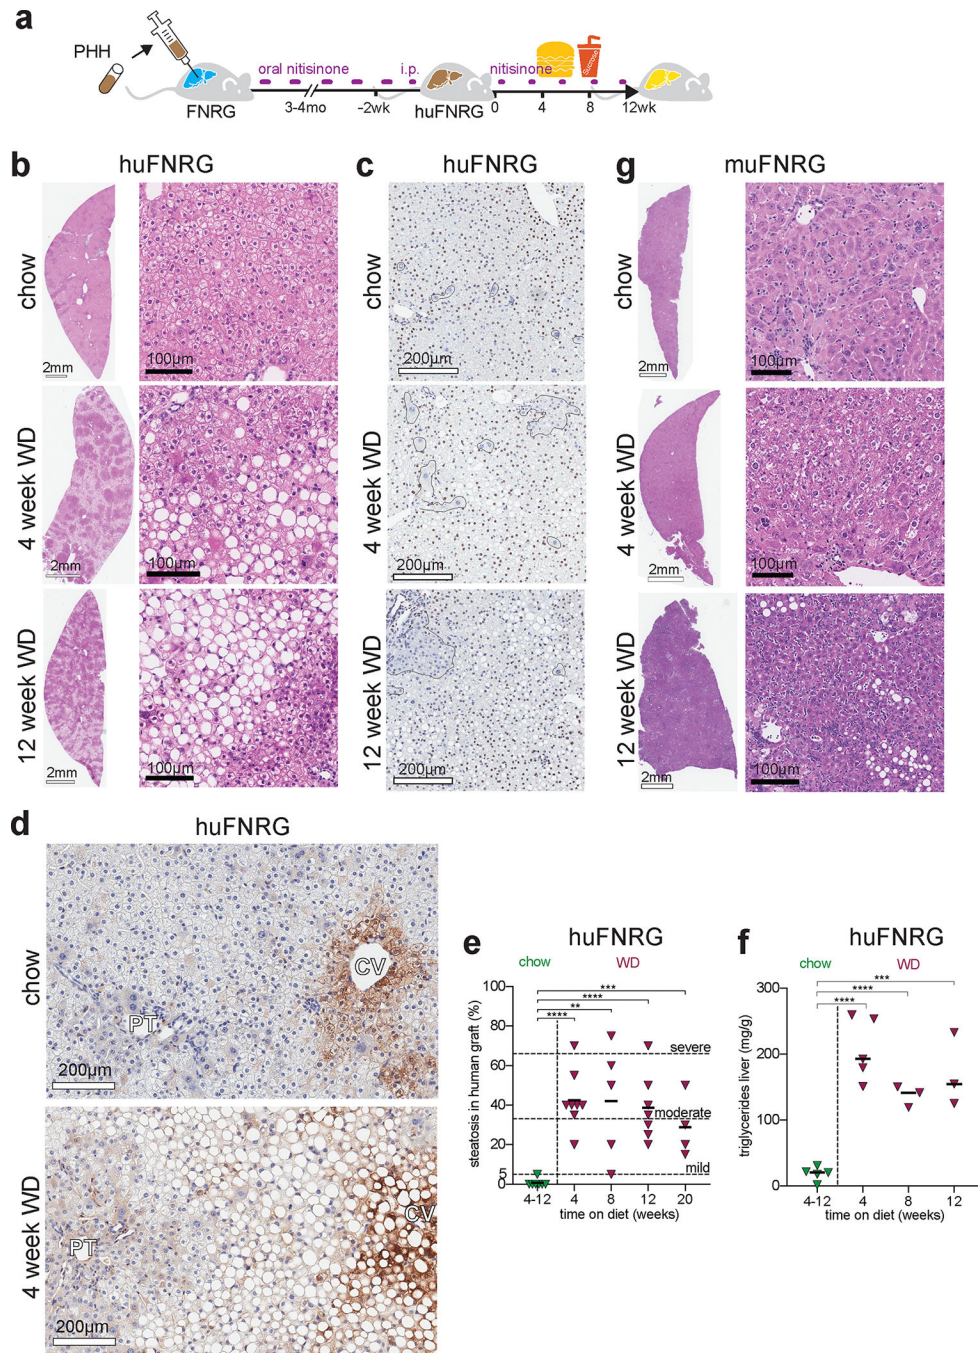 a
PHH
oral nitisinone
i.p.
nitisinone
Sucrose
FNRG
3-4mo
-2wk
huFNRG
0
4
8
12wk
b
huFNRG
chow
2mm
100µm
4 week WD
2mm
100µm
12 week WD
2mm
100µm
c
huFNRG
chow
200µm
4 week WD
200µm
12 week WD
200µm
g
muFNRG
chow
2mm
100µm
4 week WD
2mm
100µm
12 week WD
2mm
100µm
d
huFNRG
chow
CV
PT
200µm
4 week WD
CV
PT
200µm
e
huFNRG
chow
WD
***
****
**
****
steatosis in human graft (%)
100
80
60
40
20
5
0
severe
moderate
mild
4-12
4
8
12
20
time on diet (weeks)
f
huFNRG
chow
WD
***
****
****
triglycerides liver (mg/g)
300
200
100
0
4-12
4
8
12
time on diet (weeks)